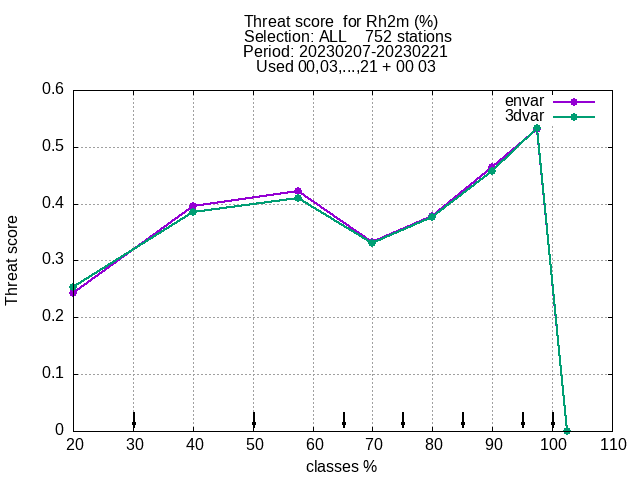 Threat score  for Rh2m (%)
Selection: ALL    752 stations
Period: 20230207-20230221
Used 00,03,...,21 + 00 03
envar
3dvar
0.6
0.5
0.4
0.3
0.2
0.1
0
Threat score
20 30 40 50 60 70 80 90 100 110
classes %